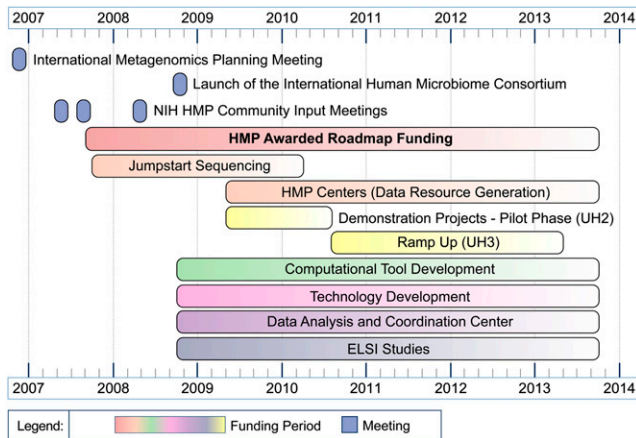 2007 2008 2009 2010 2011 2012 2013 2014
International Metagenomics Planning Meeting
Launch of the International Human Microbiome Consortium
NIH HMP Community Input Meetings
HMP Awarded Roadmap Funding
Jumpstart Sequencing
HMP Centers (Data Resource Generation)
Demonstration Projects - Pilot Phase (UH2)
Ramp Up (UH3)
Computational Tool Development
Technology Development
Data Analysis and Coordination Center
ELSI Studies
2007 2008 2009 2010 2011 2012 2013 2014
Legend: Funding Period Meeting